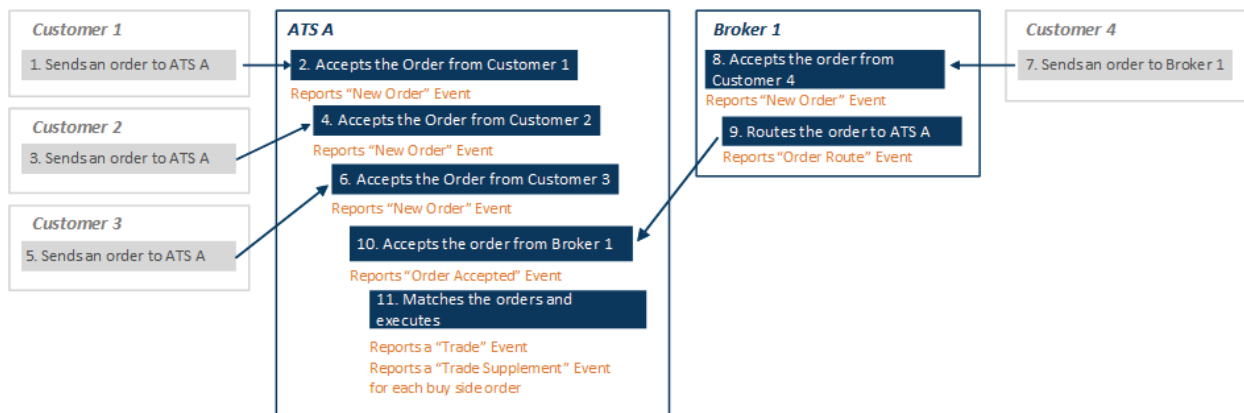 Customer 1
1. Sends an order to ATS A
Customer 2
3. Sends an order to ATS A
Customer 3
5. Sends an order to ATS A
ATS A
2. Accepts the Order from Customer 1
Reports “New Order” Event
4. Accepts the Order from Customer 2
Reports “New Order” Event
6. Accepts the Order from Customer 3
Reports “New Order” Event
10. Accepts the order from Broker 1
Reports “Order Accepted” Event
11. Matches the orders and
executes
Reports a “Trade” Event
Reports a “Trade Supplement” Event
for each buy side order
Broker 1
8. Accepts the order from
Customer 4
Reports “New Order” Event
9. Routes the order to ATS A
Reports “Order Route” Event
Customer 4
7. Sends an order to Broker 1